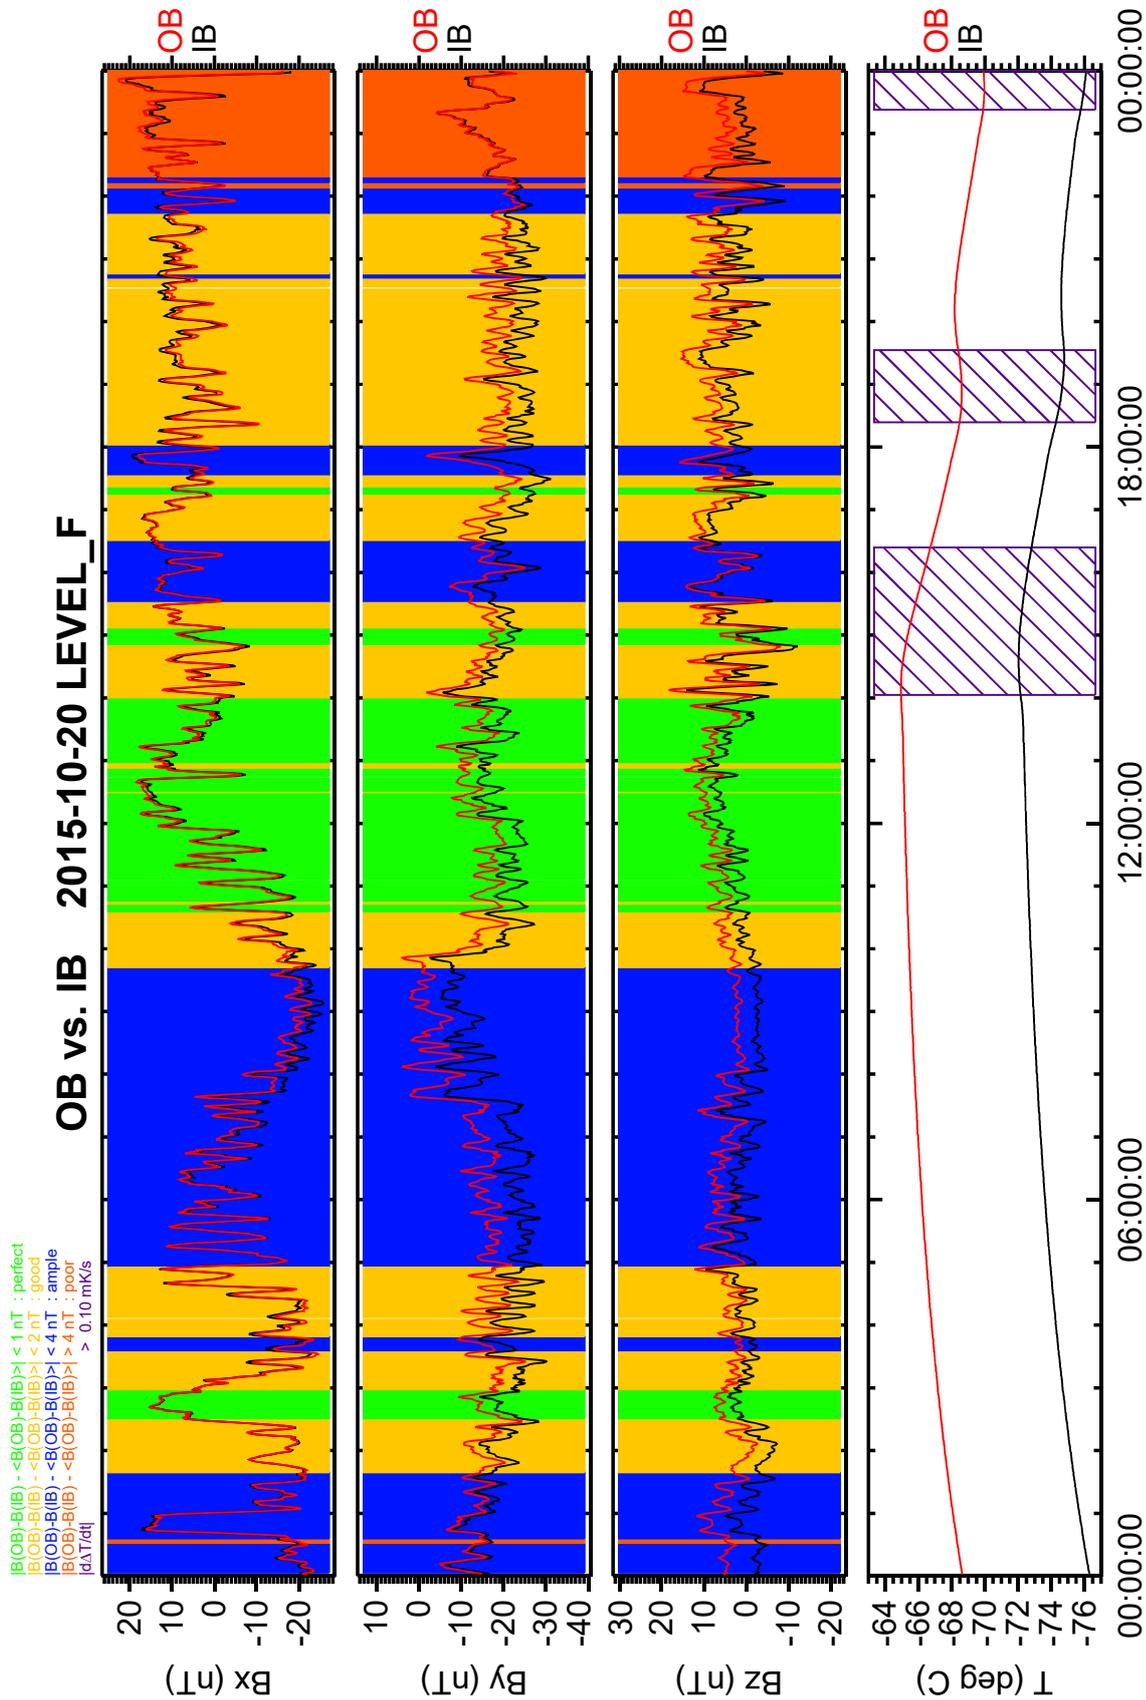 |B(OB)-B(IB) - <B(OB)-B(IB)>| < 1 nT : perfect
|B(OB)-B(IB) - <B(OB)-B(IB)>| < 2 nT : good
|B(OB)-B(IB) - <B(OB)-B(IB)>| < 4 nT : ample
|B(OB)-B(IB) - <B(OB)-B(IB)>| > 4 nT : poor
|dΔT/dt| > 0.10 mK/s
OB vs. IB 2015-10-20 LEVEL_F
Bx (nT)
20
10
0
-10
-20
OB
IB
By (nT)
10
0
-10
-20
-30
-40
OB
IB
Bz (nT)
30
20
10
0
-10
-20
OB
IB
T (deg C)
-64
-66
-68
-70
-72
-74
-76
OB
IB
00:00:00 06:00:00 12:00:00 18:00:00 00:00:00